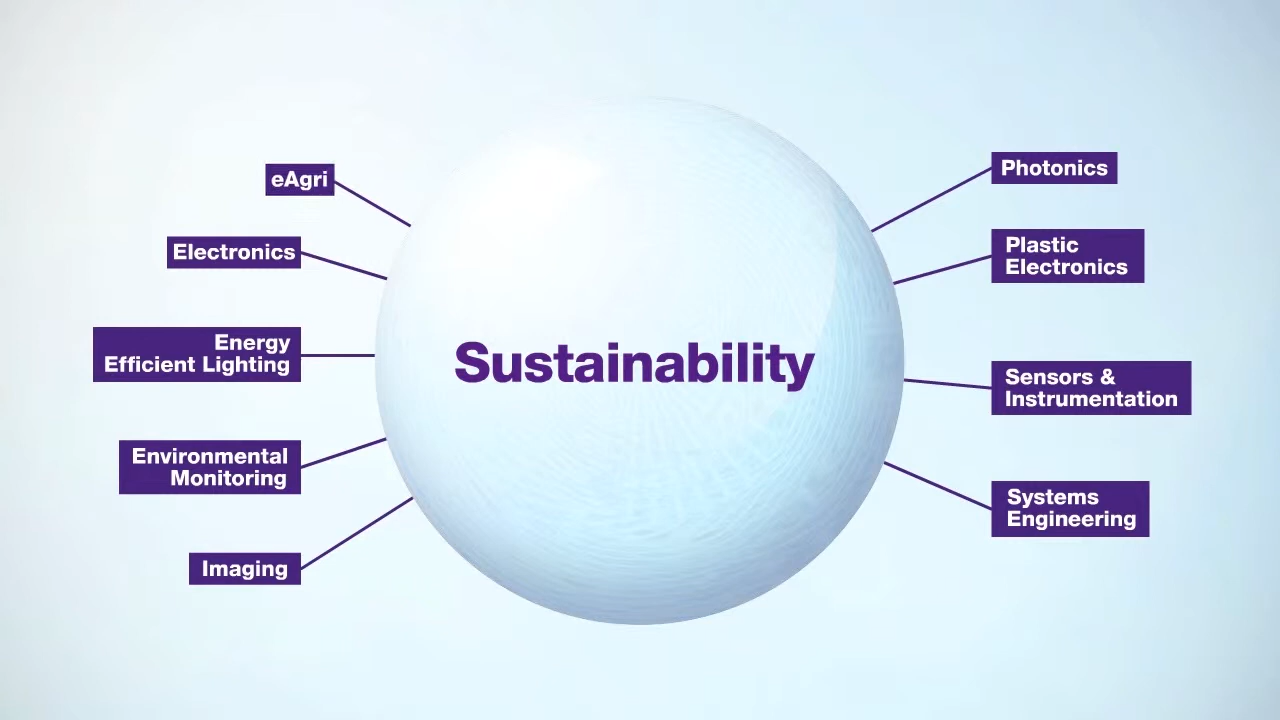 eAgri
Electronics
Energy
Efficient Lighting
Environmental
Monitoring
Imaging
Sustainability
Photonics
Plastic
Electronics
Sensors &
Instrumentation
Systems
Engineering